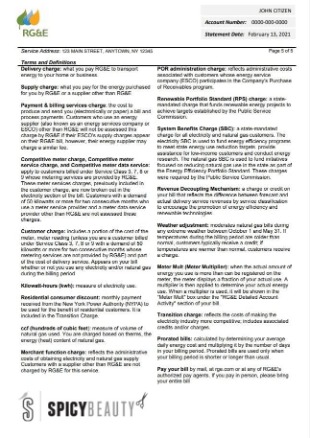 JOHN CITIZEN
RG&E
Account Number: 0000-000-0000
Statement Date: February 13, 2021
Service Address: 123 MAIN STREET, ANYTOWN, NY 12345
Page 5 of 6
Terms and Definitions
Delivery charge: what you pay RG&E to transport
energy to your home or business
Supply charge: what you pay for the energy purchased
for you by RG&E or a supplier other than RG&E
Payment & billing services charge: the cost to
produce and send you (electronically or paper) a bill and
process payments. Customers who use an energy
supplier (also known as an energy services company or
ESCO) other than RG&E will not be assessed this
charge by RG&E if their ESCO's supply charges appear
on their RG&E bill, however, their energy supplier may
charge a similar fee.
Competitive meter charge, Competitive meter
service charge, and Competitive meter data service:
apply to customers billed under Service Class 3, 7, 8 or
9 whose metering services are provided by RG&E.
These meter service charges, previously included in
the customer charge, are now broken out in the
electricity section of the bill. Customers with a demand
of 50 kilowatts or more for two consecutive months who
use a meter service provider and a meter data service
provider other than RG&E are not assessed these
charges.
Customer charge: includes a portion of the cost of the
meter, meter reading (unless you are a customer billed
under Service Class 3, 7, 8 or 9 with a demand of 50
kilowatts or more for two consecutive months whose
metering services are not provided by RG&E) and part
of the cost of delivery service. Appears on your bill
whether or not you use any electricity and/or natural gas
during the billing period
Kilowatt-hours (kwh): measure of electricity used.
Residential consumer discount: monthly payment
received from the New York Power Authority (NYPA) to
be used for the benefit of residential customers. It is
included in the Transition Charge.
ccf (hundreds of cubic feet): measure of volume of
natural gas used. You are charged based on therms, the
energy (heat) content of natural gas.
Merchant function charge: reflects the administrative
costs of obtaining electricity and natural gas supply
Customers with a supplier other than RG&E are not
charged by RG&E for this service.
POR administration charge: reflects administrative costs
associated with customers whose energy service
company (ESCO) participates in the Company's Purchase
of Receivables program.
Renewable Portfolio Standard (RPS) charge: a state-
mandated charge that funds renewable energy projects to
achieve targets established by the Public Service
Commission.
System Benefits Charge (SBC): a state-mandated
charge for all electricity and natural gas customers. The
electricity SBC is used to fund energy efficiency programs
to meet state energy use reduction targets, provide
assistance for low-income customers and conduct energy
research. The natural gas SBC is used to fund initiatives
focused on reducing natural gas use in the state as part of
the Energy Efficiency Portfolio Standard. These charges
were required by the Public Service Commission.
Revenue Decoupling Mechanism: a charge or credit on
your bill that reflects the difference between forecast and
actual delivery service revenues by service classification
to encourage the promotion of energy efficiency and
renewable technologies
Weather adjustment: moderates natural gas bills during
any extreme weather between October 1 and May 31. If
temperatures during the billing period are colder than
normal, customers typically receive a credit; if
temperatures are warmer than normal, customers receive
a charge.
Meter Mult (Meter Multiplier): when the actual amount of
energy you use is more than can be registered on the
meter, the meter displays a fraction of your actual use. A
multiplier is then applied to determine your actual energy
use. When a multiplier is used, it will be shown in the
"Meter Mult" column under the "RG&E Detailed Account
Activity" section of your bill.
Transition charge: reflects the costs of making the
electricity industry more competitive; includes associated
credits and/or charges.
Prorated bills: calculated by determining your average
daily energy cost and multiplying it by the number of days
in your billing period. Prorated bills are used only when
your billing period is shorter or longer than usual.
Pay your bill by mail, at rge.com or at any of RG&E's
authorized pay agents. If you pay in person, please bring
your entire bill
SPICYBEAUTY